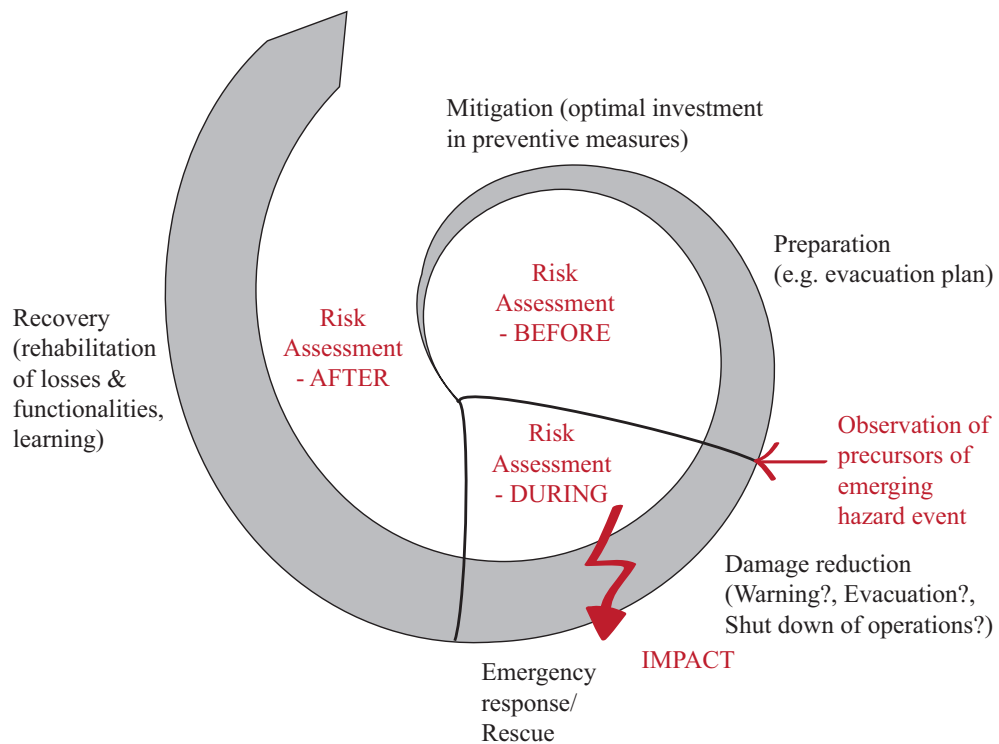 Mitigation (optimal investment
in preventive measures)
Preparation
(e.g. evacuation plan)
Risk
Assessment
- BEFORE
Recovery
(rehabilitation
of losses &
functionalities,
learning)
Risk
Assessment
- AFTER
Risk
Assessment
- DURING
Observation of
precursors of
emerging
hazard event
Damage reduction
(Warning?, Evacuation?,
Shut down of operations?)
IMPACT
Emergency
response/
Rescue